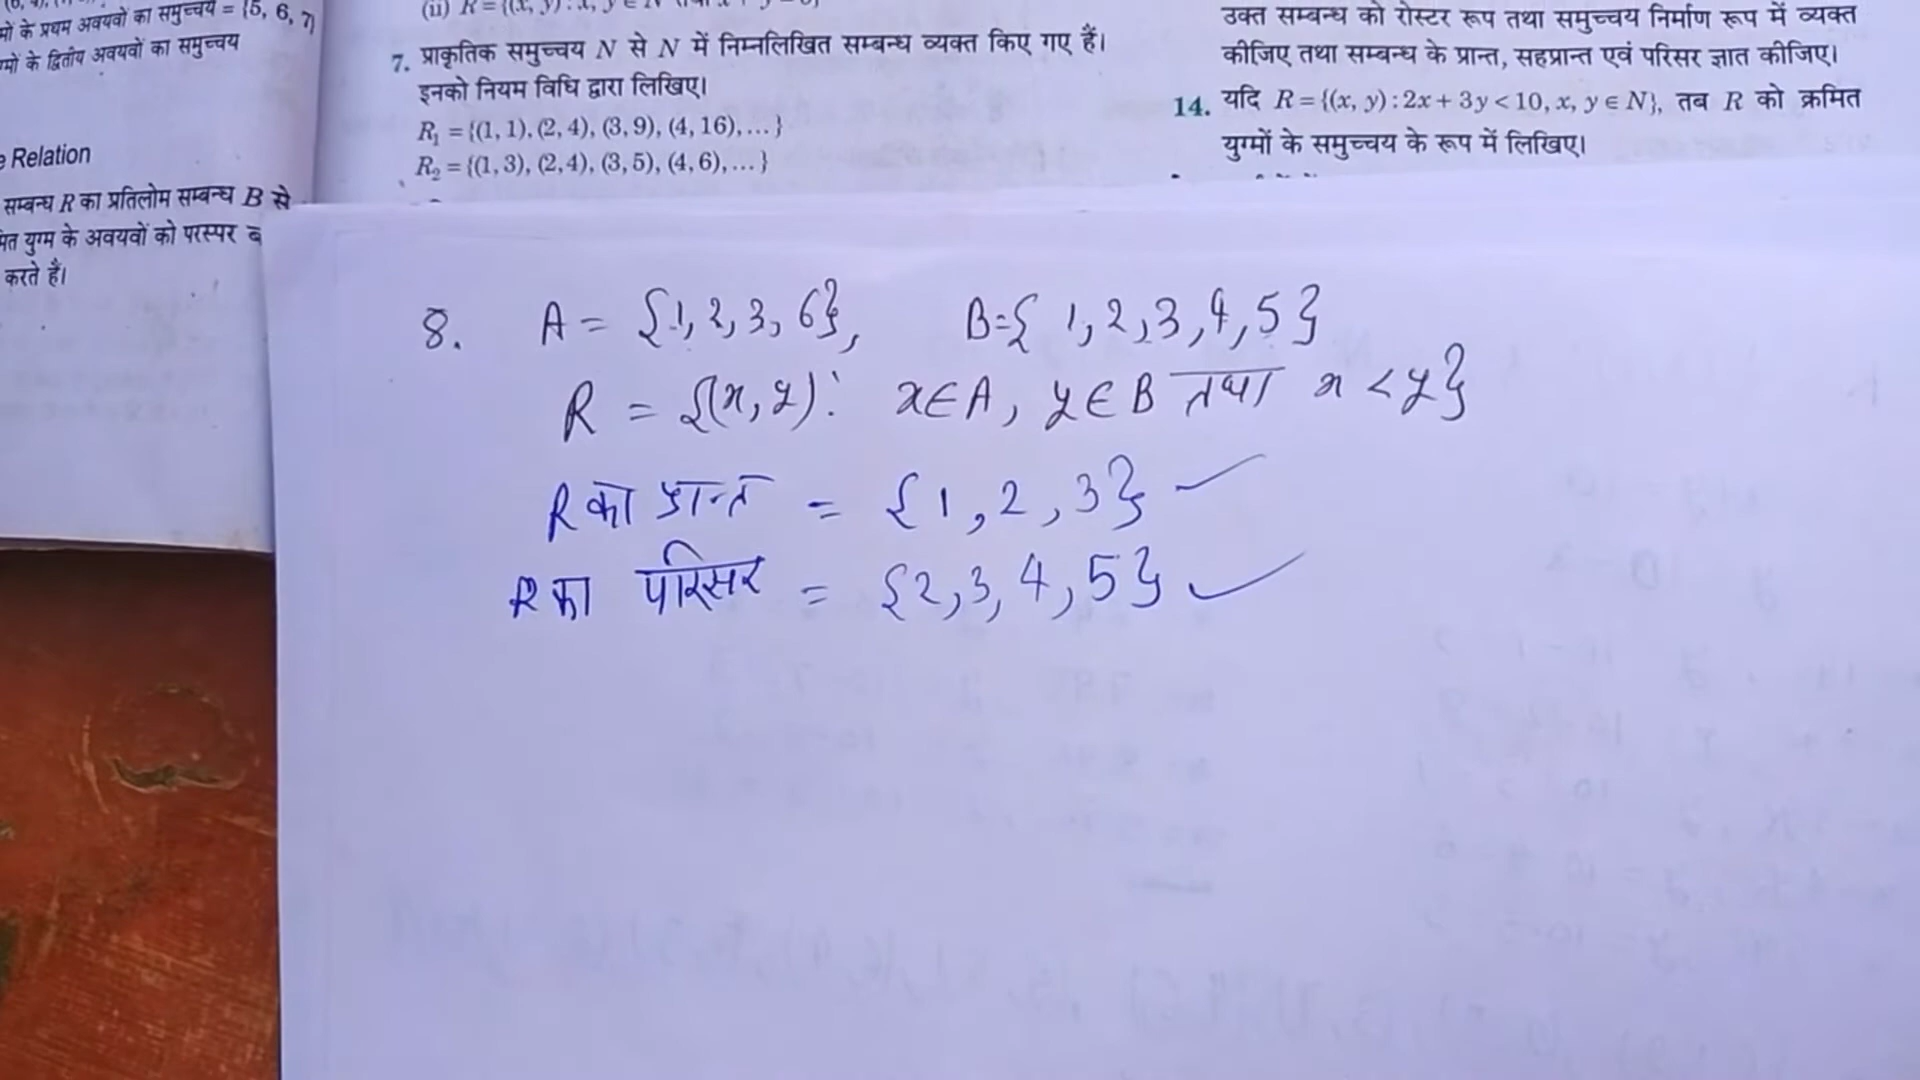 मों के प्रथम अवयवों का समुच्चय = {5, 6, 7}
मों के द्वितीय अवयवों का समुच्चय
Relation
सम्बन्ध R का प्रतिलोम सम्बन्ध B से
युग्म के अवयवों को परस्पर
करते हैं।
7. प्राकृतिक समुच्चय N से N में निम्नलिखित सम्बन्ध व्यक्त किए गए हैं।
इनको नियम विधि द्वारा लिखिए।
R₁ = {(1, 1), (2, 4), (3, 9), (4, 16), ...}
R₂ = {(1, 3), (2, 4), (3, 5), (4, 6), ...}
उक्त सम्बन्ध को रोस्टर रूप तथा समुच्चय निर्माण रूप में व्यक्त
कीजिए तथा सम्बन्ध के प्रान्त, सहप्रान्त एवं परिसर ज्ञात कीजिए।
14. यदि R = {(x, y) : 2x + 3y < 10, x, y ∈ N}, तब R को क्रमित
युग्मों के समुच्चय के रूप में लिखिए।
8. A = {1, 2, 3, 6}, B = {1, 2, 3, 4, 5}
R = {(x, y) : x ∈ A, y ∈ B तथा x < y}
R का प्रान्त = {1, 2, 3}
R का परिसर = {2, 3, 4, 5}